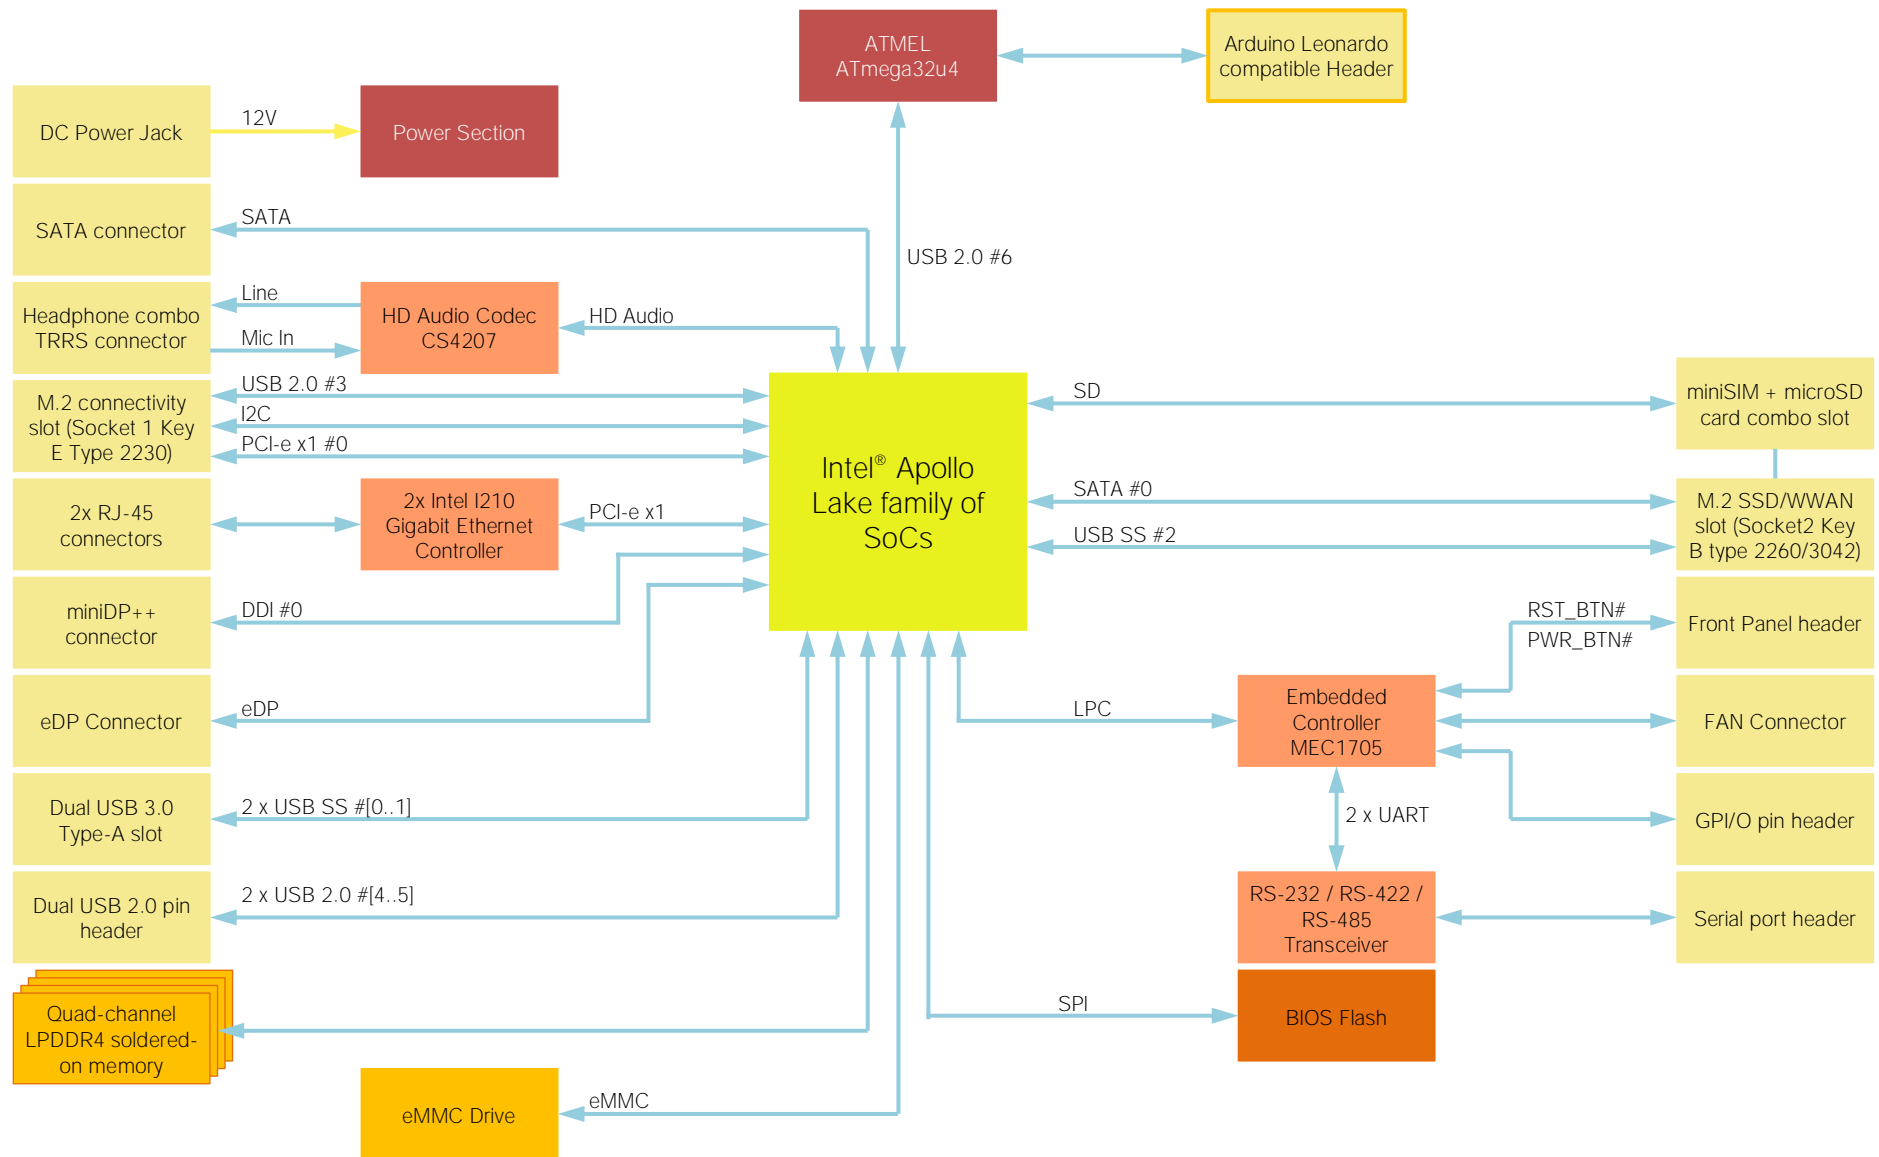 ATMEL
ATmega32u4
Arduino Leonardo
compatible Header
DC Power Jack
12V
Power Section
SATA connector
SATA
USB 2.0 #6
Headphone combo
TRRS connector
Line
Mic In
HD Audio Codec
CS4207
HD Audio
M.2 connectivity
slot (Socket 1 Key
E Type 2230)
USB 2.0 #3
I2C
PCI-e x1 #0
Intel® Apollo
Lake family of
SoCs
SD
miniSIM + microSD
card combo slot
SATA #0
USB SS #2
M.2 SSD/WWAN
slot (Socket2 Key
B type 2260/3042)
2x RJ-45
connectors
2x Intel I210
Gigabit Ethernet
Controller
PCI-e x1
miniDP++
connector
DDI #0
RST_BTN#
PWR_BTN#
Front Panel header
eDP Connector
eDP
LPC
Embedded
Controller
MEC1705
FAN Connector
Dual USB 3.0
Type-A slot
2 x USB SS #[0..1]
2 x UART
GPI/O pin header
Dual USB 2.0 pin
header
2 x USB 2.0 #[4..5]
RS-232 / RS-422 /
RS-485
Transceiver
Serial port header
Quad-channel
LPDDR4 soldered-
on memory
SPI
BIOS Flash
eMMC Drive
eMMC